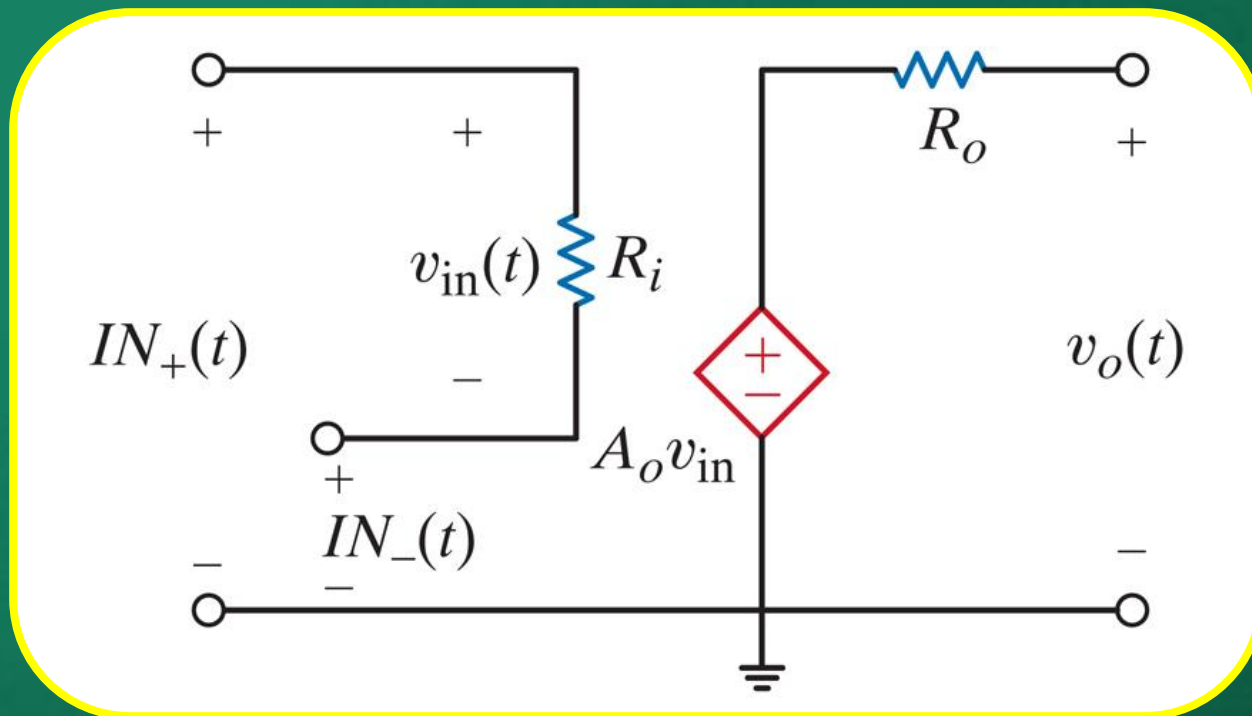 +
+
R_o
+
v_in(t)
R_i
IN_+(t)
+
−
v_o(t)
−
A_o v_in
+
IN_−(t)
−
−
−